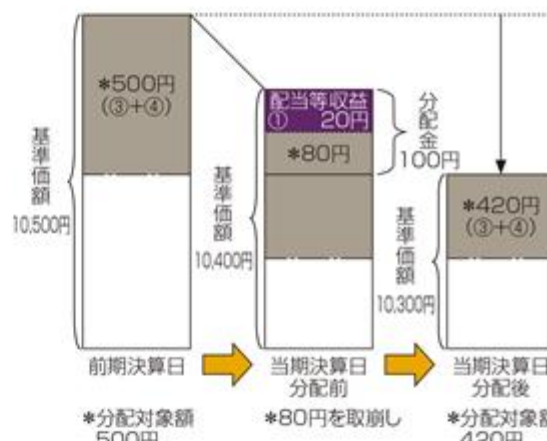 *500円
(③+④)
基準価額
10,500円
前期決算日
*分配対象額
500円
配当等収益
① 20円
*80円
分配金
100円
基準価額
10,400円
当期決算日
分配前
*80円を取崩し
*420円
(③+④)
基準価額
10,300円
当期決算日
分配後
*分配対象額
420円